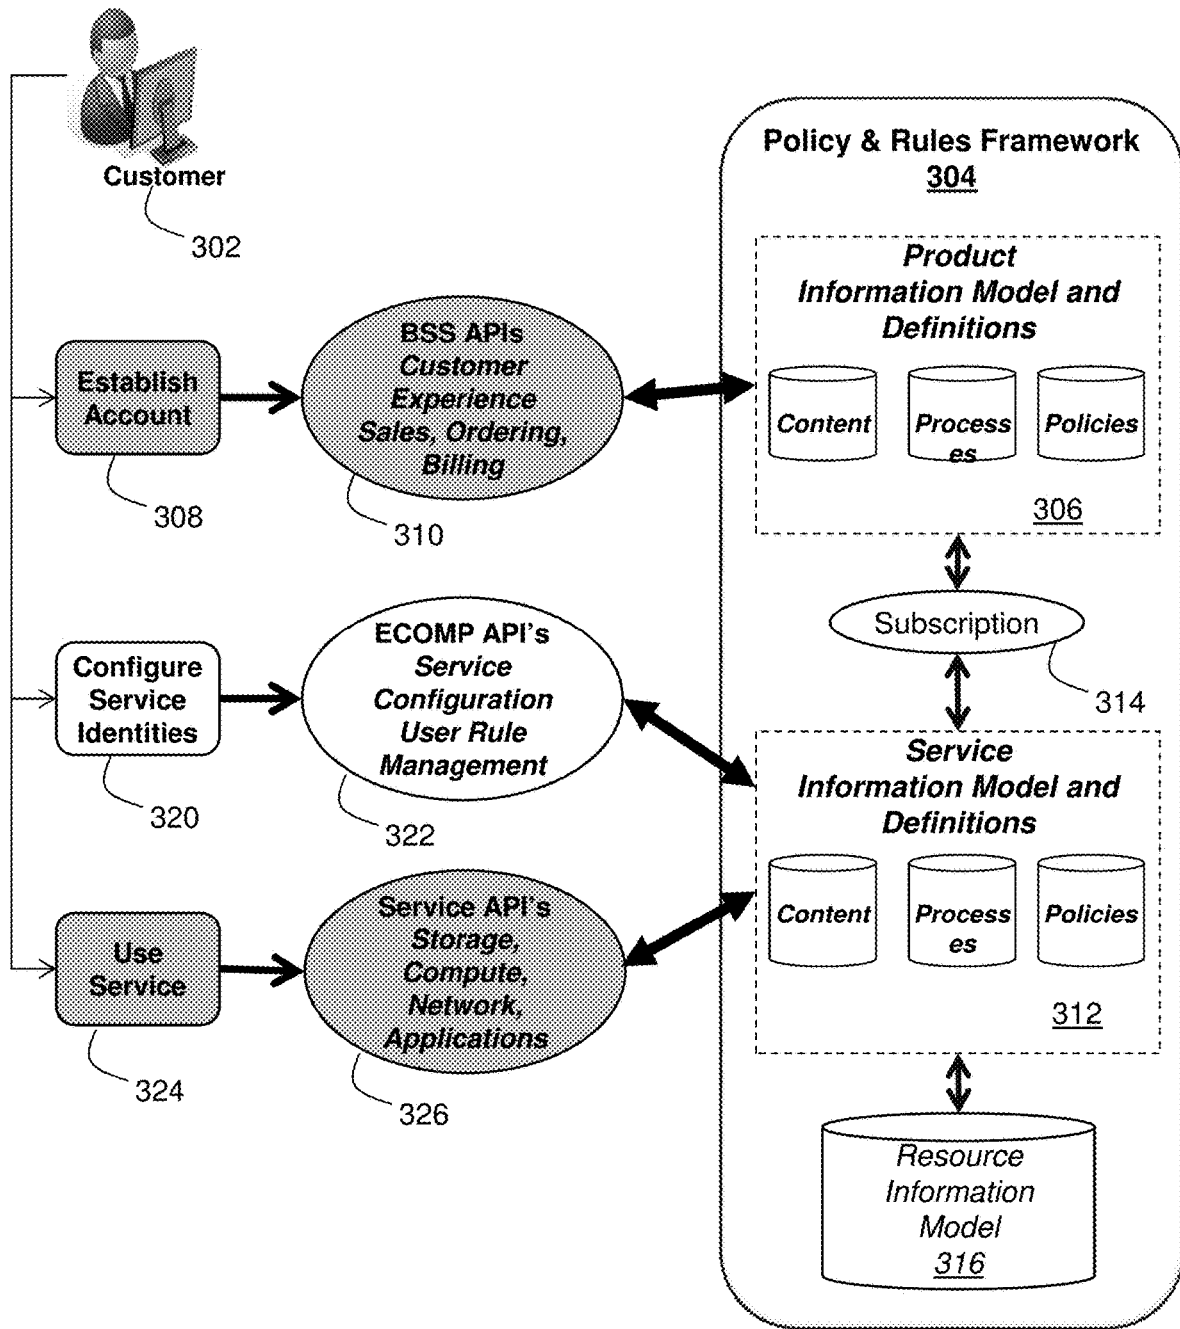 Customer
302
Policy & Rules Framework
304
Product
Information Model and
Definitions
Content
Process
es
Policies
306
Establish
Account
308
BSS APIs
Customer
Experience
Sales, Ordering,
Billing
310
Subscription
314
Configure
Service
Identities
320
ECOMP API's
Service
Configuration
User Rule
Management
322
Service
Information Model and
Definitions
Content
Process
es
Policies
312
Use
Service
324
Service API's
Storage,
Compute,
Network,
Applications
326
Resource
Information
Model
316